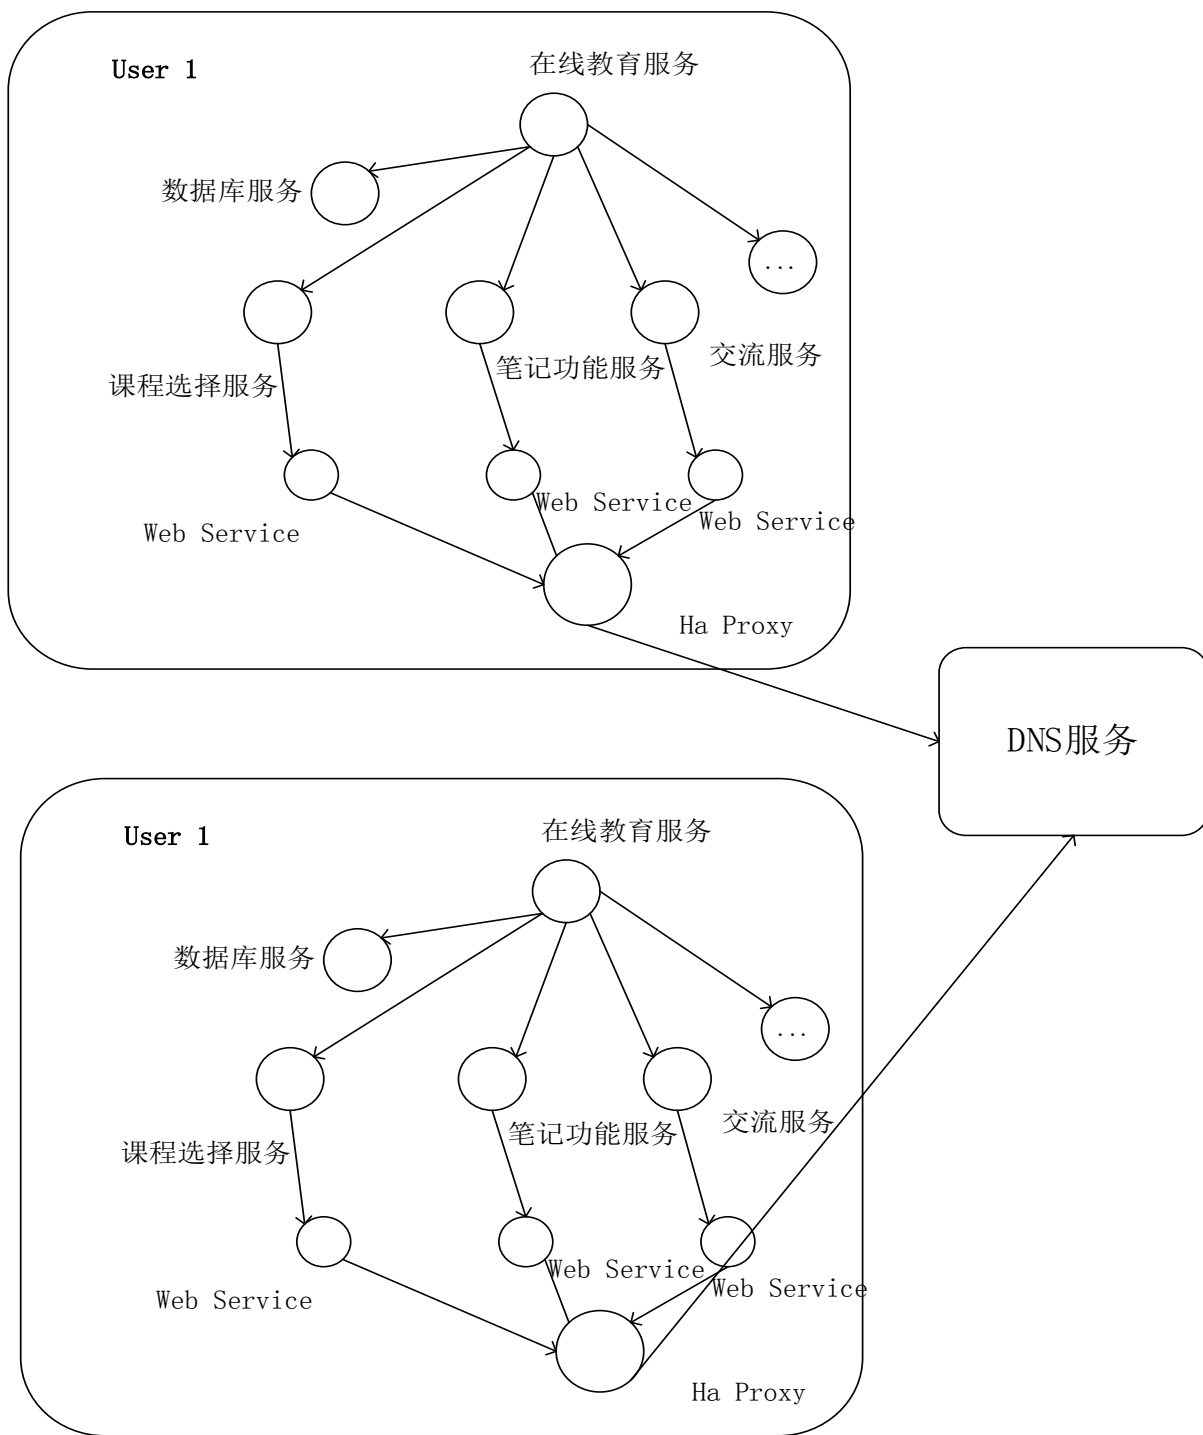 User 1
在线教育服务
数据库服务
...
课程选择服务
笔记功能服务
交流服务
Web Service
Web Service
Web Service
Ha Proxy
DNS服务
User 1
在线教育服务
数据库服务
...
课程选择服务
笔记功能服务
交流服务
Web Service
Web Service
Web Service
Ha Proxy